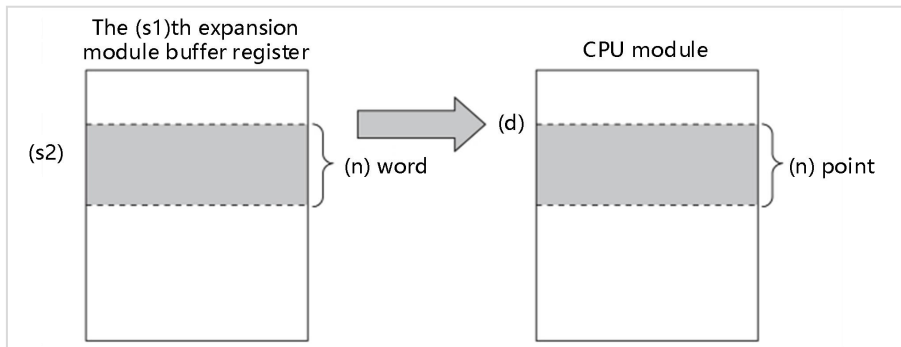 The (s1)th expansion
module buffer register
CPU module
(s2)
(n) word
(d)
(n) point